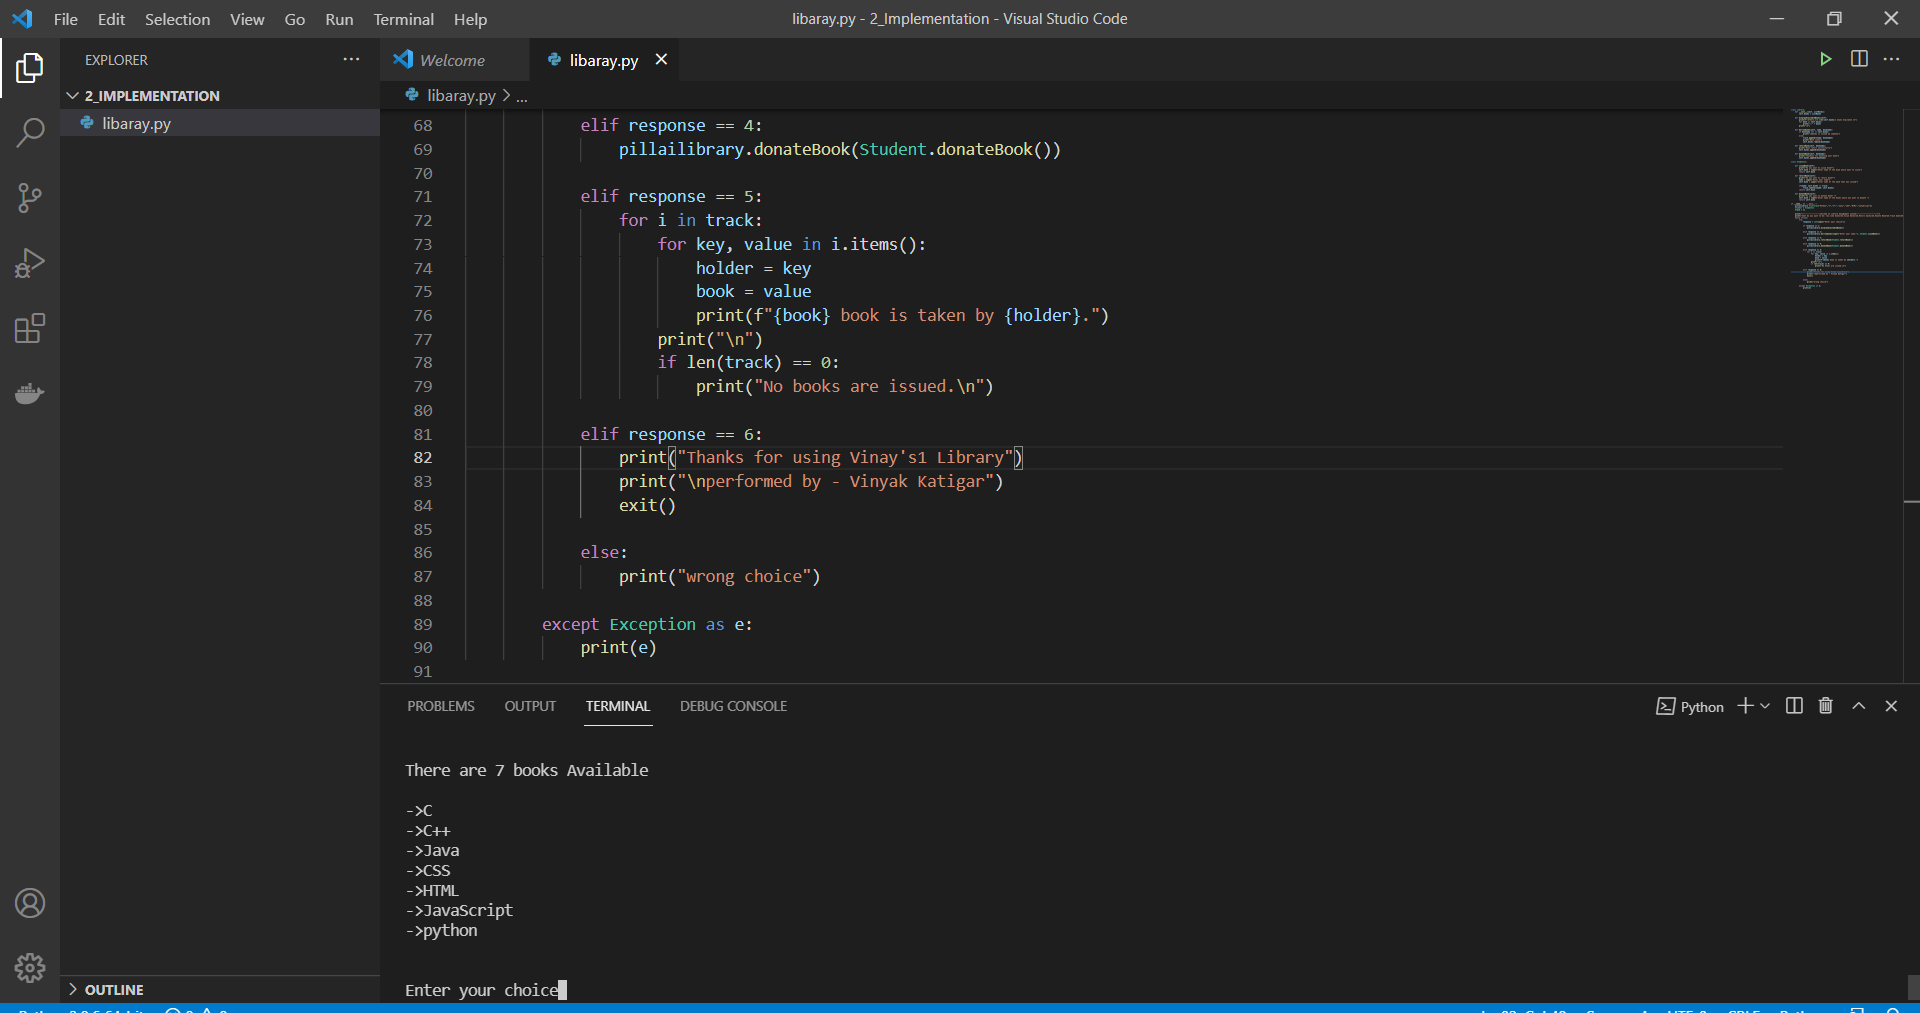 File Edit Selection View Go Run Terminal Help
libaray.py - 2_Implementation - Visual Studio Code
EXPLORER
2_IMPLEMENTATION
libaray.py
OUTLINE
Welcome
libaray.py
libaray.py > ...
68 elif response == 4:
69 pillailibrary.donateBook(Student.donateBook())
70
71 elif response == 5:
72 for i in track:
73 for key, value in i.items():
74 holder = key
75 book = value
76 print(f"{book} book is taken by {holder}.")
77 print("\n")
78 if len(track) == 0:
79 print("No books are issued.\n")
80
81 elif response == 6:
82 print("Thanks for using Vinay's1 Library")
83 print("\nperformed by - Vinyak Katigar")
84 exit()
85
86 else:
87 print("wrong choice")
88
89 except Exception as e:
90 print(e)
91
PROBLEMS OUTPUT TERMINAL DEBUG CONSOLE
Python
There are 7 books Available
->C
->C++
->Java
->CSS
->HTML
->JavaScript
->python
Enter your choice